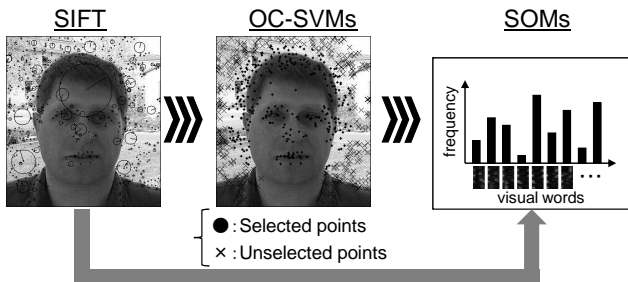 SIFT
OC-SVMs
SOMs
frequency
visual words
●: Selected points
×: Unselected points